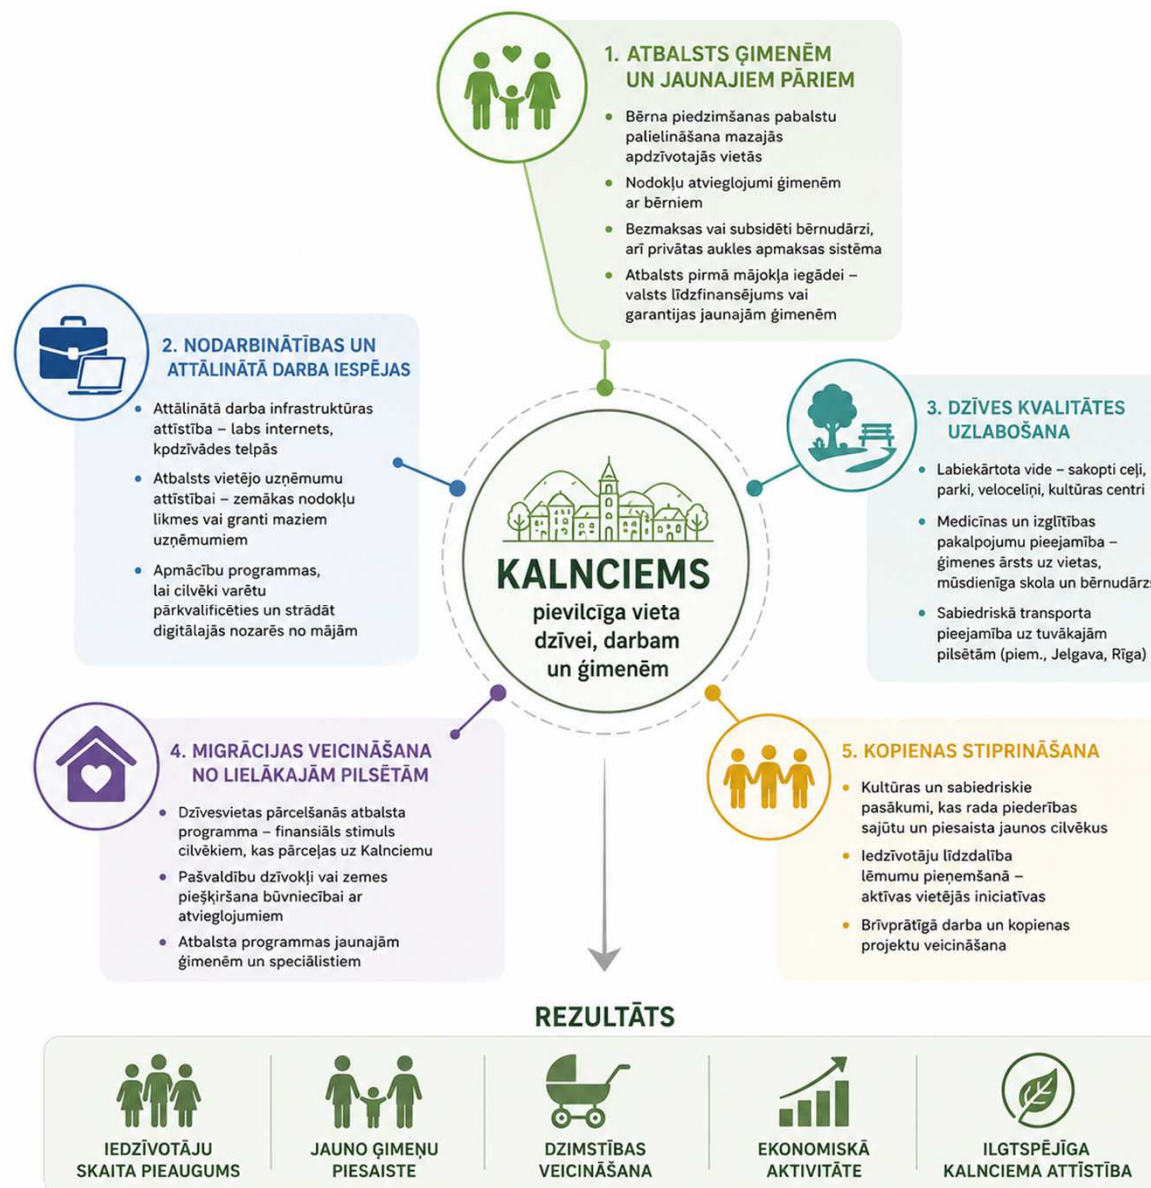 1. ATBALSTS ĢIMENĒM
UN JAUNAJIEM PĀRIEM
• Bērna piedzimšanas pabalstu
palielināšana mazajās
apdzīvotajās vietās
• Nodokļu atvieglojumi ģimenēm
ar bērniem
• Bezmaksas vai subsidēti bērnudārzi,
arī privātas aukles apmaksas sistēma
• Atbalsts pirmā mājokļa iegādei –
valsts līdzfinansējums vai
garantijas jaunajām ģimenēm
2. NODARBINĀTĪBAS UN
ATTĀLINĀTĀ DARBA IESPĒJAS
• Attālinātā darba infrastruktūras
attīstība – labs internets,
kpdzīvādes telpās
• Atbalsts vietējo uzņēmumu
attīstībai – zemākas nodokļu
likmes vai granti maziem
uzņēmumiem
• Apmācību programmas,
lai cilvēki varētu
pārkvalificēties un strādāt
digitālajās nozarēs no mājām
3. DZĪVES KVALITĀTES
UZLABOŠANA
• Labiekārtota vide – sakopti ceļi,
parki, veloceliņi, kultūras centri
• Medicīnas un izglītības
pakalpojumu pieejamība –
ģimenes ārsts uz vietas,
mūsdienīga skola un bērnudārzs
• Sabiedriskā transporta
pieejamība uz tuvākajām
pilsētām (piem., Jelgava, Rīga)
KALNCIEMS
pievilcīga vieta
dzīvei, darbam
un ģimenēm
4. MIGRĀCIJAS VEICINĀŠANA
NO LIELĀKAJĀM PILSĒTĀM
• Dzīvesvietas pārcelšanās atbalsta
programma – finansiāls stimuls
cilvēkiem, kas pārceļas uz Kalnciemu
• Pašvaldību dzīvokļi vai zemes
piešķiršana būvniecībai ar
atvieglojumiem
• Atbalsta programmas jaunajām
ģimenēm un speciālistiem
5. KOPIENAS STIPRINĀŠANA
• Kultūras un sabiedriskie
pasākumi, kas rada piederības
sajūtu un piesaista jaunos cilvēkus
• Iedzīvotāju līdzdalība
lēmumu pieņemšanā –
aktīvas vietējās iniciatīvas
• Brīvprātīgā darba un kopienas
projektu veicināšana
REZULTĀTS
IEDZĪVOTĀJU
SKAITA PIEAUGUMS
JAUNO ĢIMEŅU
PIESAISTE
DZIMSTĪBAS
VEICINĀŠANA
EKONOMISKĀ
AKTIVITĀTE
ILGTSPĒJĪGA
KALNCIEMA ATTĪSTĪBA